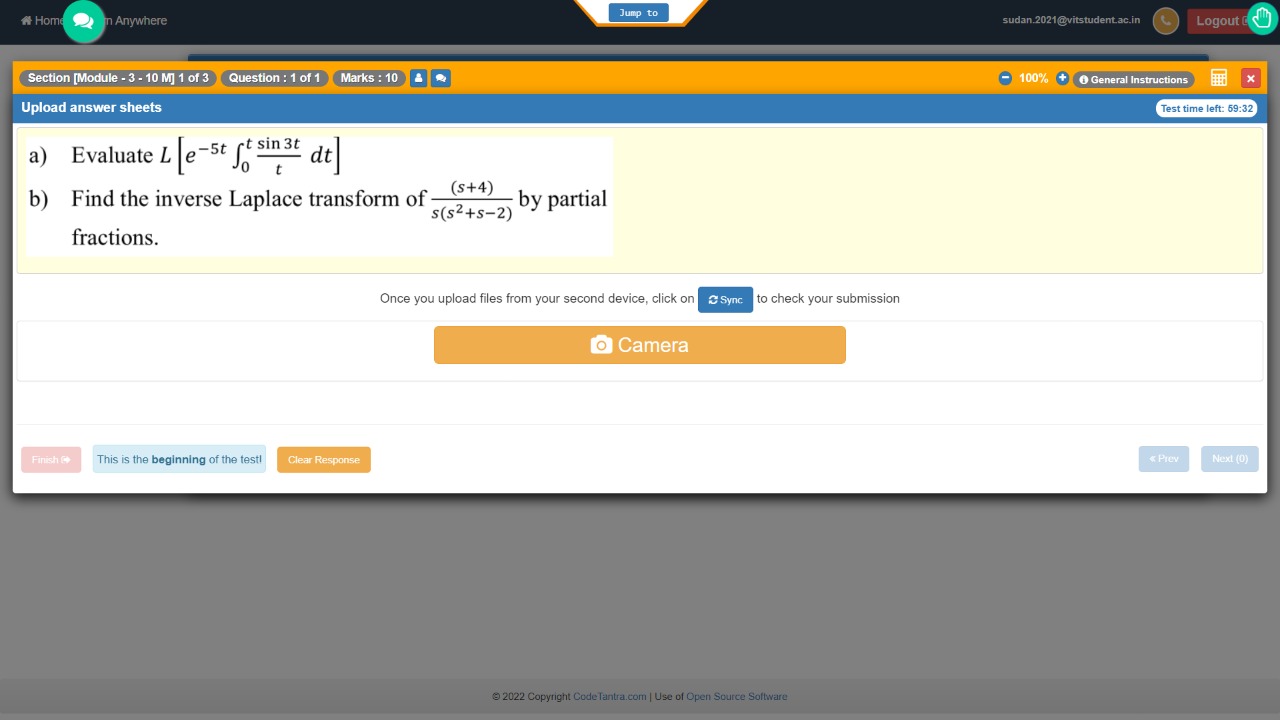 Home
n Anywhere
Jump to
sudan.2021@vitstudent.ac.in
Logout
Section [Module - 3 - 10 M] 1 of 3
Question : 1 of 1
Marks : 10
100%
General Instructions
Upload answer sheets
Test time left: 59:32
a) Evaluate L[e^{-5t} ∫_0^t \frac{sin 3t}{t} dt]
b) Find the inverse Laplace transform of \frac{(s+4)}{s(s^2+s-2)} by partial
fractions.
Once you upload files from your second device, click on Sync to check your submission
Camera
Finish
This is the beginning of the test!
Clear Response
« Prev
Next (0)
© 2022 Copyright CodeTantra.com | Use of Open Source Software